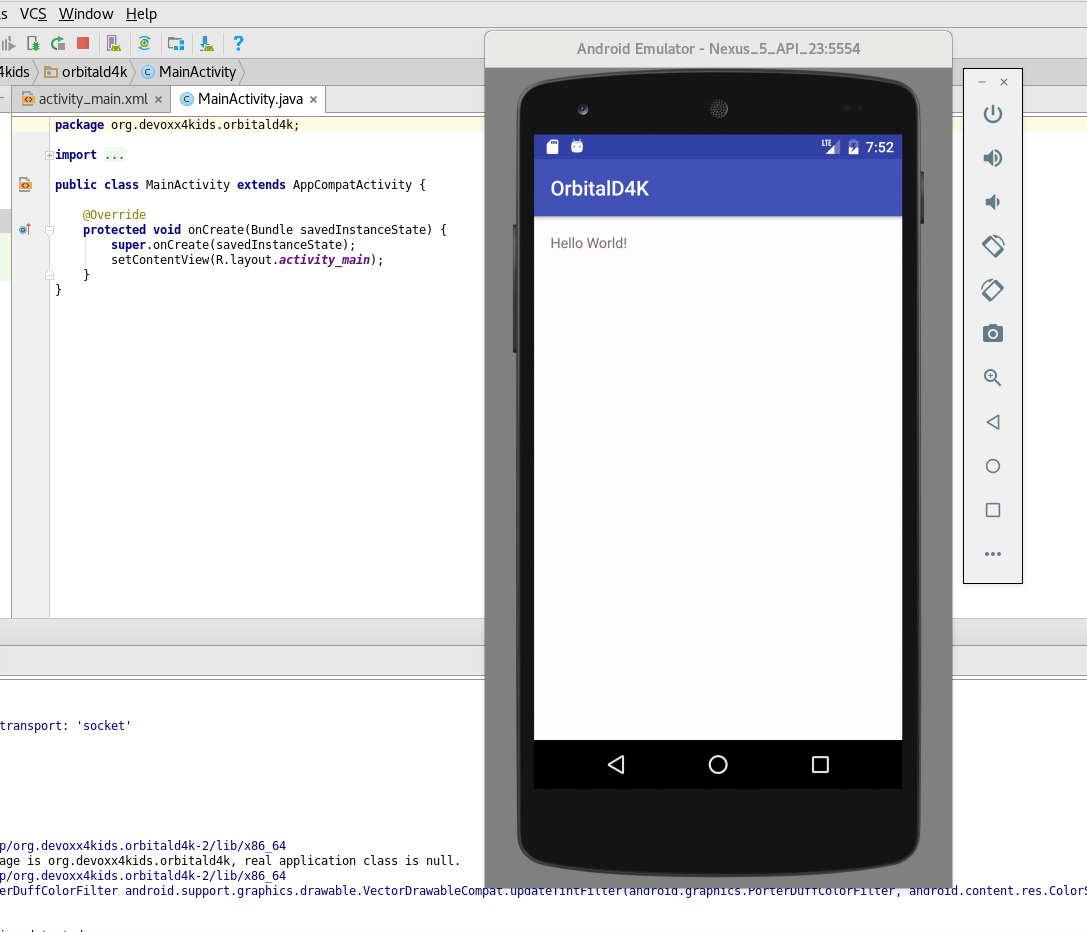 VCS Window Help
4kids orbitald4k MainActivity
activity_main.xml MainActivity.java
package org.devoxx4kids.orbitald4k;
import ...
public class MainActivity extends AppCompatActivity {
@Override
protected void onCreate(Bundle savedInstanceState) {
super.onCreate(savedInstanceState);
setContentView(R.layout.activity_main);
}
}
Android Emulator - Nexus_5_API_23:5554
LTE 7:52
OrbitalD4K
Hello World!
transport: 'socket'
p/org.devoxx4kids.orbitald4k-2/lib/x86_64
age is org.devoxx4kids.orbitald4k, real application class is null.
p/org.devoxx4kids.orbitald4k-2/lib/x86_64
erDuffColorFilter android.support.graphics.drawable.VectorDrawableCompat.updateTintFilter(android.graphics.PorterDuffColorFilter, android.content.res.ColorS